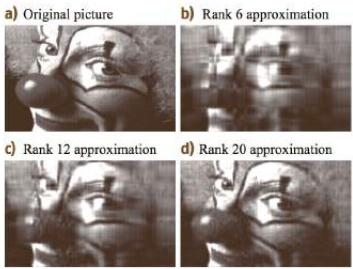 a) Original picture
b) Rank 6 approximation
c) Rank 12 approximation
d) Rank 20 approximation